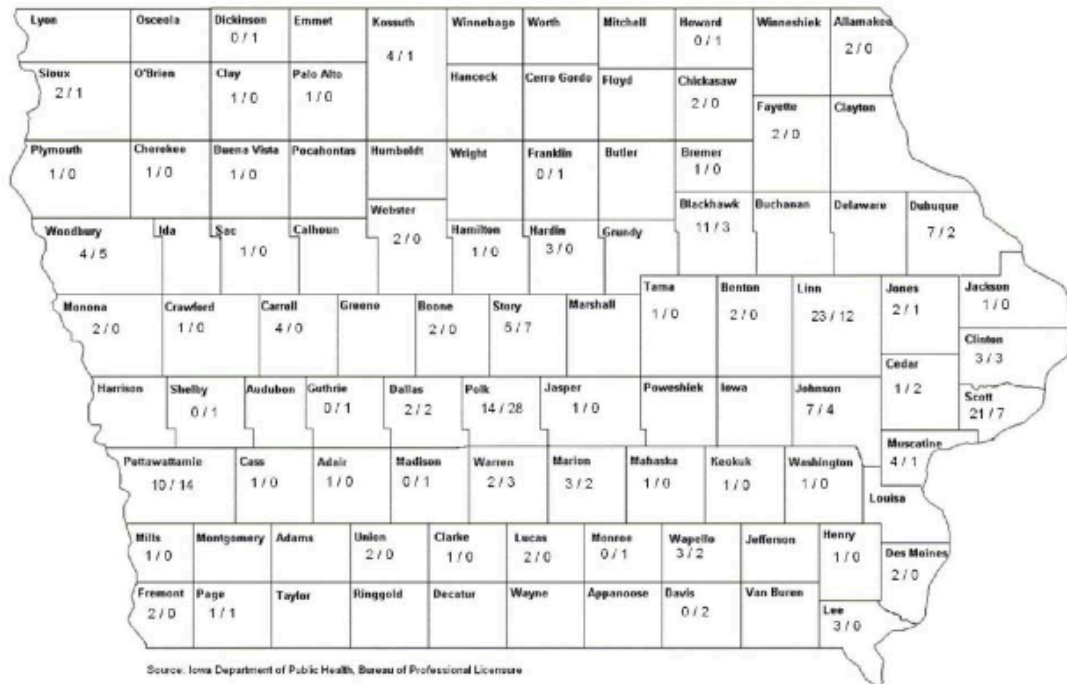 Lyon
Osceola
Dickinson
0 / 1
Emmet
Kossuth
4 / 1
Winnebago
Worth
Mitchell
Howard
0 / 1
Winneshiek
Allamakee
2 / 0
Sioux
2 / 1
O'Brien
Clay
1 / 0
Palo Alto
1 / 0
Hancock
Cerro Gordo
Floyd
Chickasaw
2 / 0
Fayette
2 / 0
Clayton
Plymouth
1 / 0
Cherokee
1 / 0
Buena Vista
1 / 0
Pocahontas
Humboldt
Wright
Franklin
0 / 1
Butler
Bremer
1 / 0
Woodbury
4 / 5
Ida
Sac
1 / 0
Calhoun
Webster
2 / 0
Hamilton
1 / 0
Hardin
3 / 0
Grundy
Blackhawk
11 / 3
Buchanan
Delaware
Dubuque
7 / 2
Monona
2 / 0
Crawford
1 / 0
Carroll
4 / 0
Greene
Boone
2 / 0
Story
5 / 7
Marshall
Tama
1 / 0
Benton
2 / 0
Linn
23 / 12
Jones
2 / 1
Jackson
1 / 0
Clinton
3 / 3
Cedar
1 / 2
Scott
21 / 7
Harrison
Shelby
0 / 1
Audubon
Guthrie
0 / 1
Dallas
2 / 2
Polk
14 / 28
Jasper
1 / 0
Poweshiek
Iowa
Johnson
7 / 4
Muscatine
4 / 1
Pottawattamie
10 / 14
Cass
1 / 0
Adair
1 / 0
Madison
0 / 1
Warren
2 / 3
Marion
3 / 2
Mahaska
1 / 0
Keokuk
1 / 0
Washington
1 / 0
Louisa
Mills
1 / 0
Montgomery
Adams
Union
2 / 0
Clarke
1 / 0
Lucas
2 / 0
Monroe
0 / 1
Wapello
3 / 2
Jefferson
Henry
1 / 0
Des Moines
2 / 0
Fremont
2 / 0
Page
1 / 1
Taylor
Ringgold
Decatur
Wayne
Appanoose
Davis
0 / 2
Van Buren
Lee
3 / 0
Source: Iowa Department of Public Health, Bureau of Professional Licensure